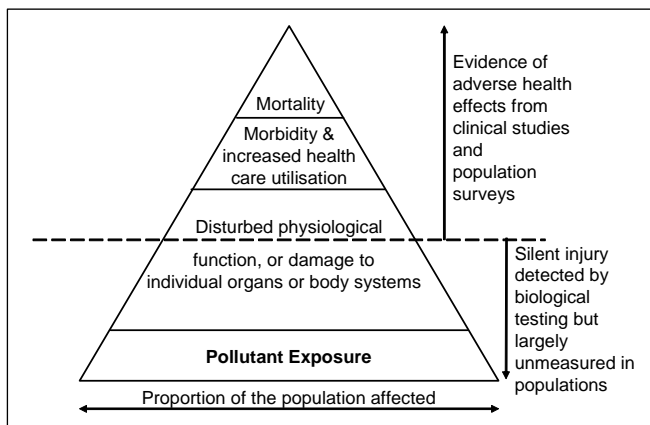 Mortality
Morbidity &
increased health
care utilisation
Disturbed physiological
function, or damage to
individual organs or body systems
Pollutant Exposure
Proportion of the population affected
Evidence of
adverse health
effects from
clinical studies
and
population
surveys
Silent injury
detected by
biological
testing but
largely
unmeasured in
populations